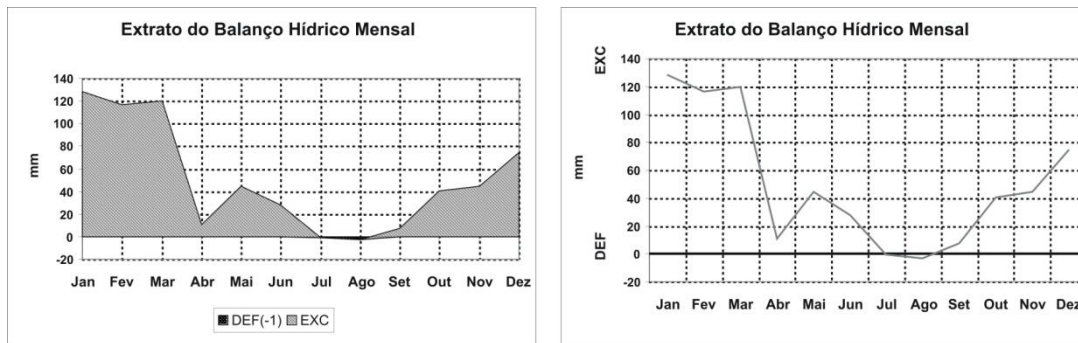 Extrato do Balanço Hídrico Mensal
140
120
100
80
60
40
20
0
-20
mm
Jan Fev Mar Abr Mai Jun Jul Ago Set Out Nov Dez
DEF(-1) EXC
Extrato do Balanço Hídrico Mensal
EXC
mm
DEF
140
120
100
80
60
40
20
0
-20
Jan Fev Mar Abr Mai Jun Jul Ago Set Out Nov Dez